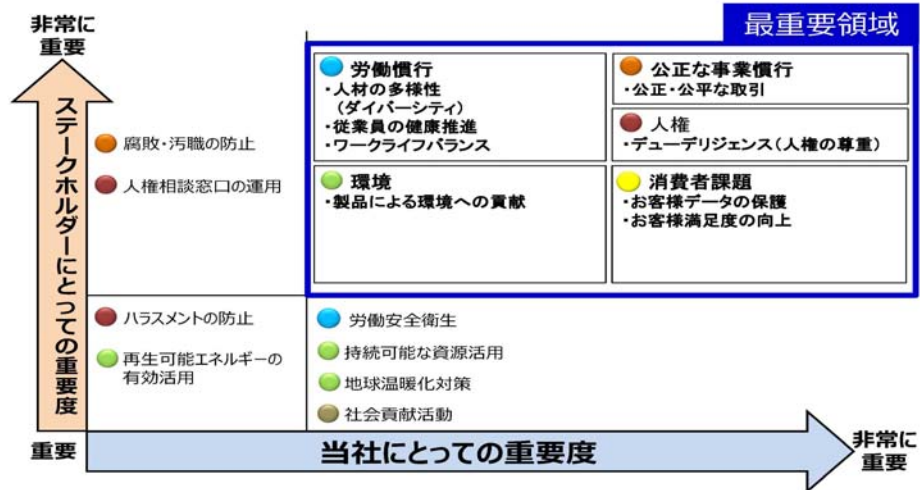 非常に
重要
最重要領域
ステークホルダーにとっての重要度
腐敗・汚職の防止
人権相談窓口の運用
労働慣行
・人材の多様性
(ダイバーシティ)
・従業員の健康推進
・ワークライフバランス
公正な事業慣行
・公正・公平な取引
人権
・デューデリジェンス(人権の尊重)
環境
・製品による環境への貢献
消費者課題
・お客様データの保護
・お客様満足度の向上
ハラスメントの防止
再生可能エネルギーの
有効活用
労働安全衛生
持続可能な資源活用
地球温暖化対策
社会貢献活動
重要
当社にとっての重要度
非常に
重要